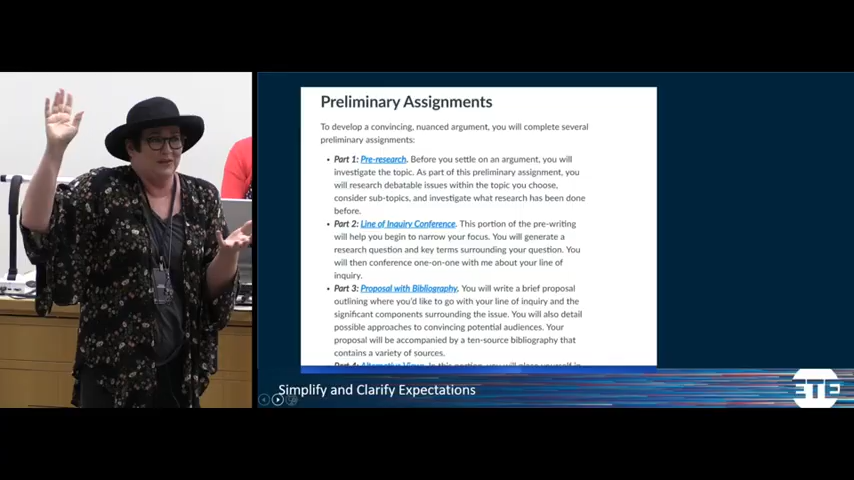 Preliminary Assignments
To develop a convincing, nuanced argument, you will complete several
preliminary assignments:
• Part 1: Pre-research. Before you settle on an argument, you will
investigate the topic. As part of this preliminary assignment, you
will research debatable issues within the topic you choose,
consider sub-topics, and investigate what research has been done
before.
• Part 2: Line of Inquiry Conference. This portion of the pre-writing
will help you begin to narrow your focus. You will generate a
research question and key terms surrounding your question. You
will then conference one-on-one with me about your line of
inquiry.
• Part 3: Proposal with Bibliography. You will write a brief proposal
outlining where you'd like to go with your line of inquiry and the
significant components surrounding the issue. You will also detail
possible approaches to convincing potential audiences. Your
proposal will be accompanied by a ten-source bibliography that
contains a variety of sources.
Simplify and Clarify Expectations
ETE